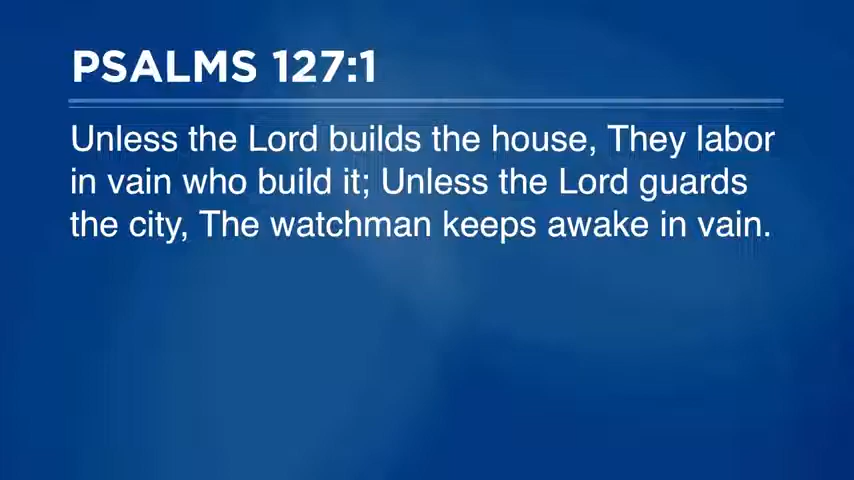 PSALMS 127:1
Unless the Lord builds the house, They labor
in vain who build it; Unless the Lord guards
the city, The watchman keeps awake in vain.